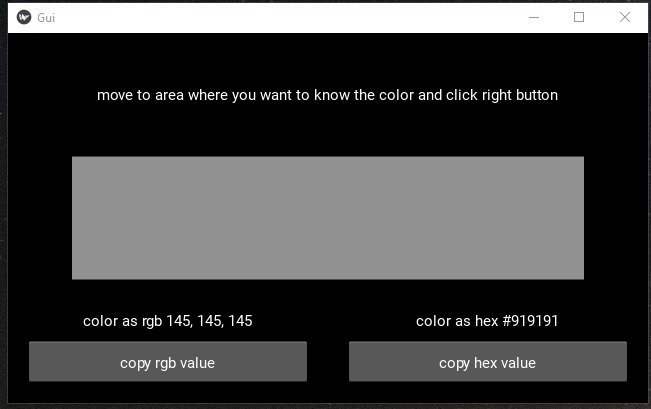 Gui
move to area where you want to know the color and click right button
color as rgb 145, 145, 145
color as hex #919191
copy rgb value
copy hex value